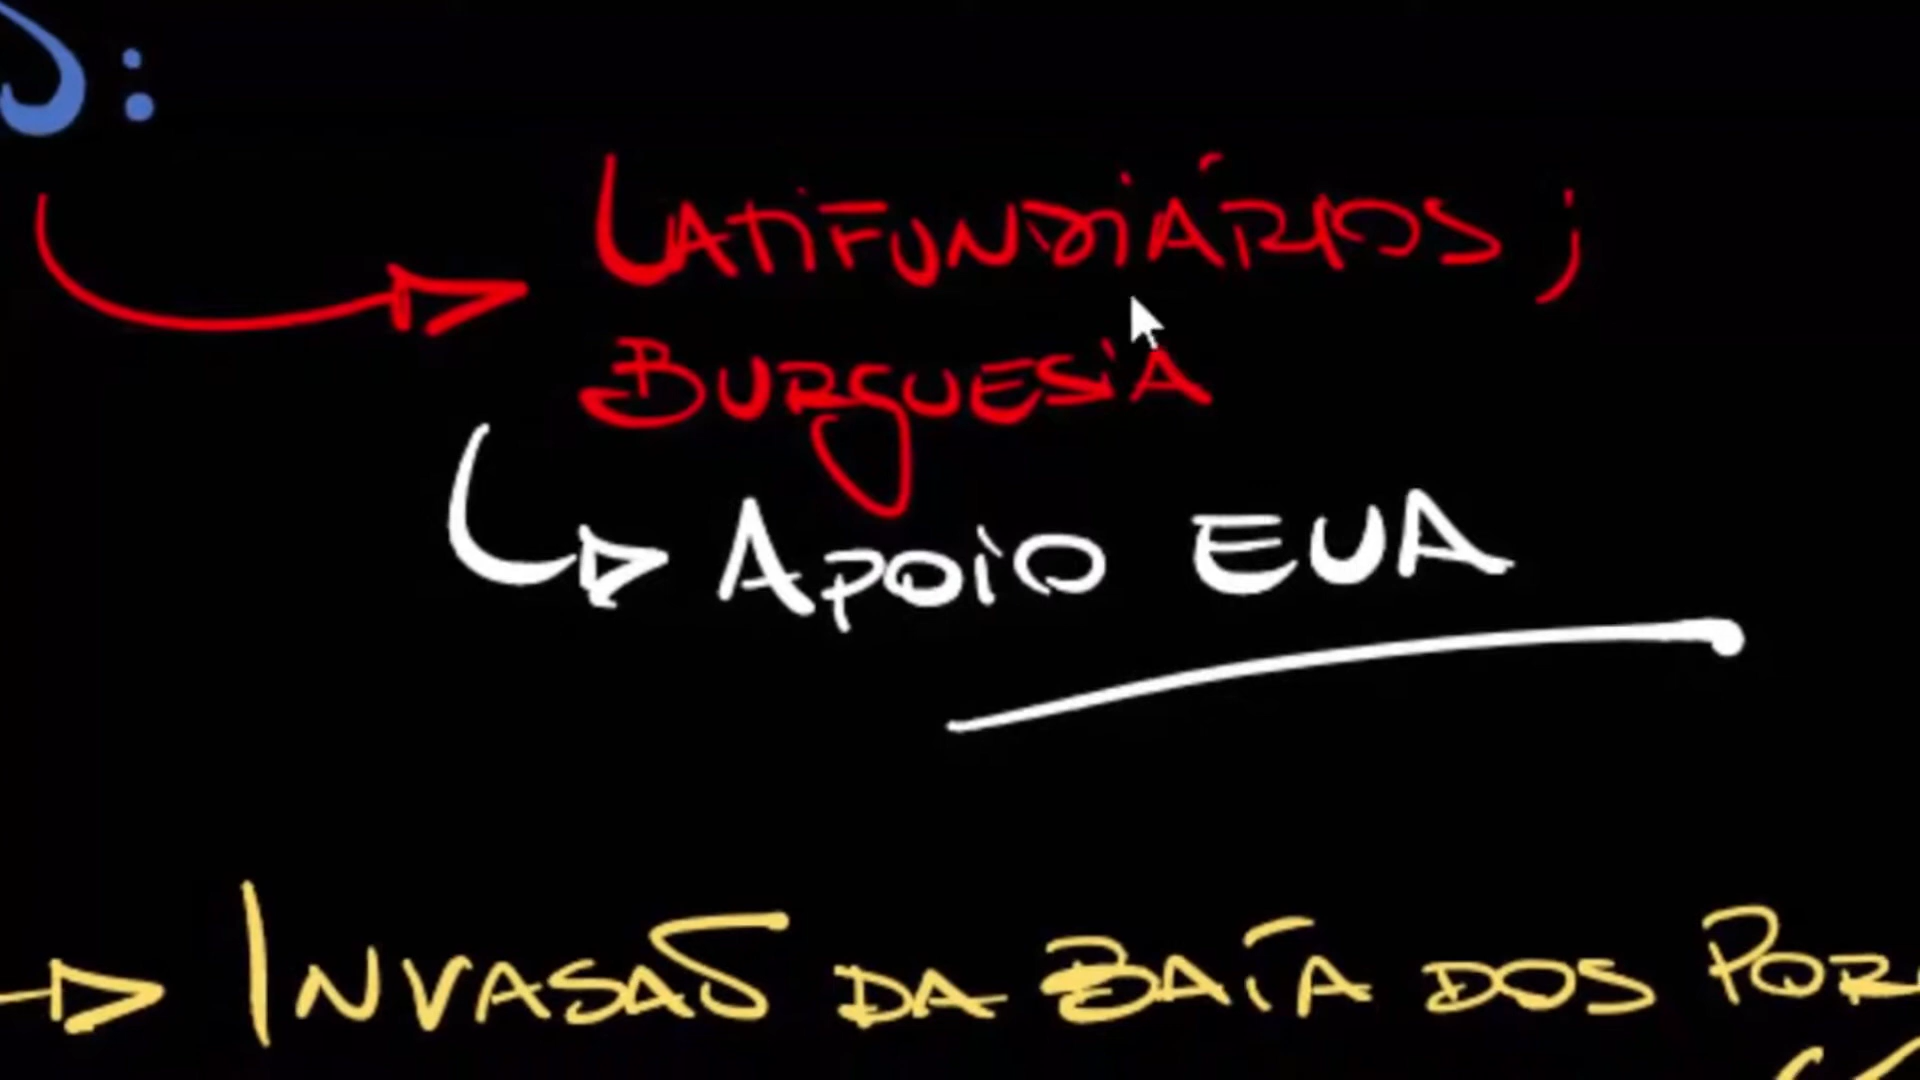 Latifundiários;
Burguesia
Apoio EUA
Invasão da Baía dos